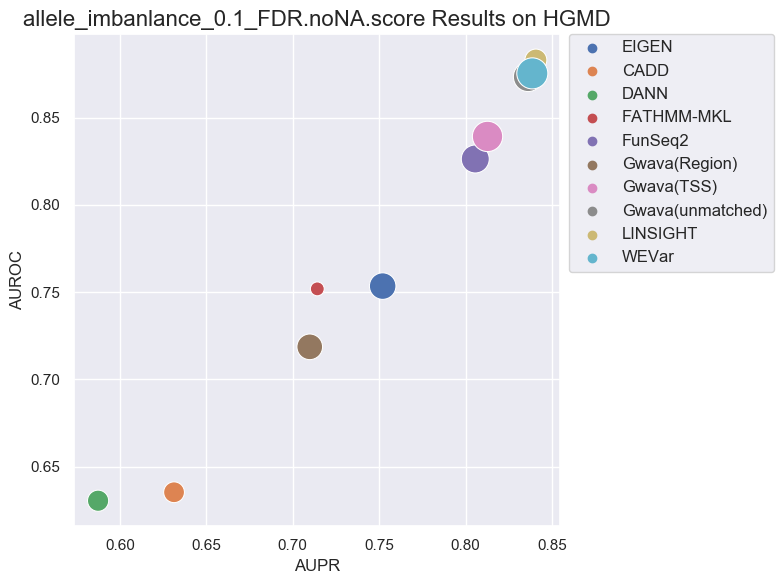 allele_imbanlance_0.1_FDR.noNA.score Results on HGMD
EIGEN
CADD
DANN
FATHMM-MKL
FunSeq2
Gwava(Region)
Gwava(TSS)
Gwava(unmatched)
LINSIGHT
WEVar
0.85
0.80
0.75
0.70
0.65
AUROC
0.60
0.65
0.70
0.75
0.80
0.85
AUPR